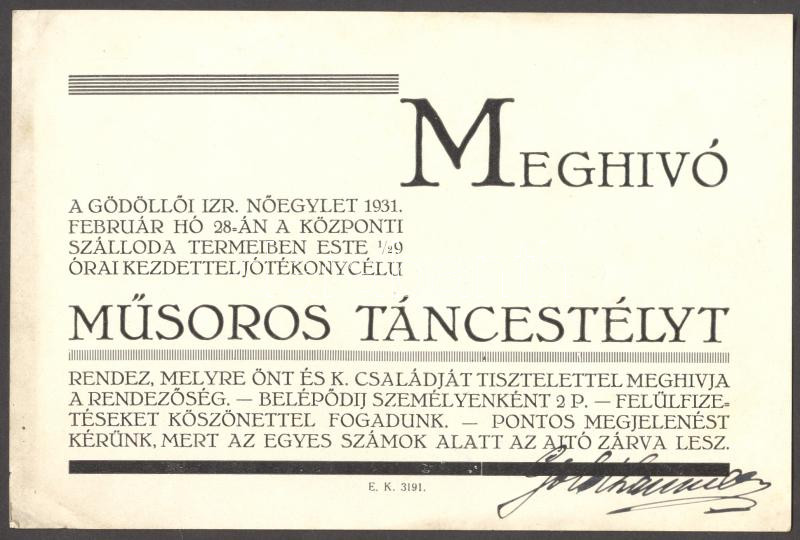 MEGHIVÓ
A GÖDÖLLŐI IZR. NŐEGYLET 1931.
FEBRUÁR HÓ 28=ÁN A KÖZPONTI
SZÁLLODA TERMEIBEN ESTE ½9
ÓRAI KEZDETTEL JÓTÉKONYCÉLU
MŰSOROS TÁNCESTÉLYT
RENDEZ, MELYRE ÖNT ÉS K. CSALÁDJÁT TISZTELETTEL MEGHIVJA
A RENDEZŐSÉG. — BELÉPŐDIJ SZEMÉLYENKÉNT 2 P. — FELÜLFIZE=
TÉSEKET KÖSZÖNETTEL FOGADUNK. — PONTOS MEGJELENÉST
KÉRÜNK, MERT AZ EGYES SZÁMOK ALATT AZ AJTÓ ZÁRVA LESZ.
E. K. 3191.